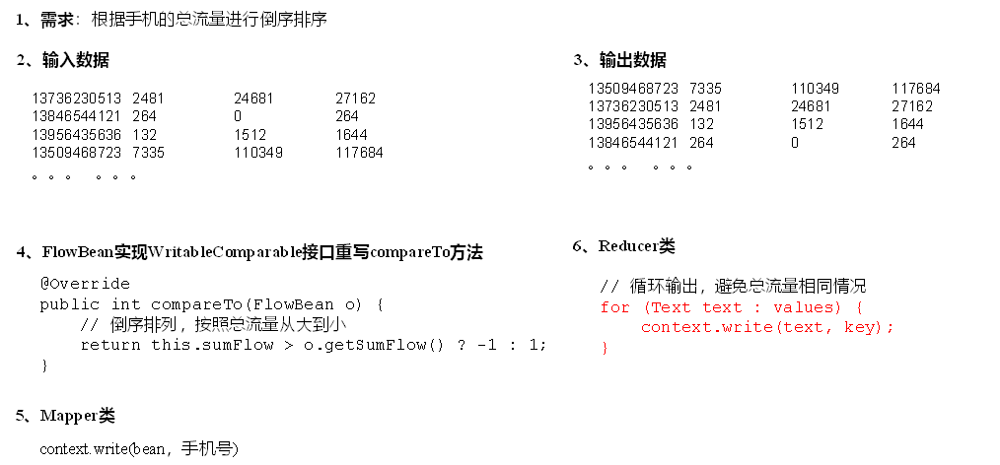 1、需求：根据手机的总流量进行倒序排序
2、输入数据
13736230513 2481 24681 27162
13846544121 264 0 264
13956435636 132 1512 1644
13509468723 7335 110349 117684
。。。 。。。
3、输出数据
13509468723 7335 110349 117684
13736230513 2481 24681 27162
13956435636 132 1512 1644
13846544121 264 0 264
。。。 。。。
4、FlowBean实现WritableComparable接口重写compareTo方法
@Override
public int compareTo(FlowBean o) {
// 倒序排列，按照总流量从大到小
return this.sumFlow > o.getSumFlow() ? -1 : 1;
}
5、Mapper类
context.write(bean，手机号)
6、Reducer类
// 循环输出，避免总流量相同情况
for (Text text : values) {
context.write(text, key);
}